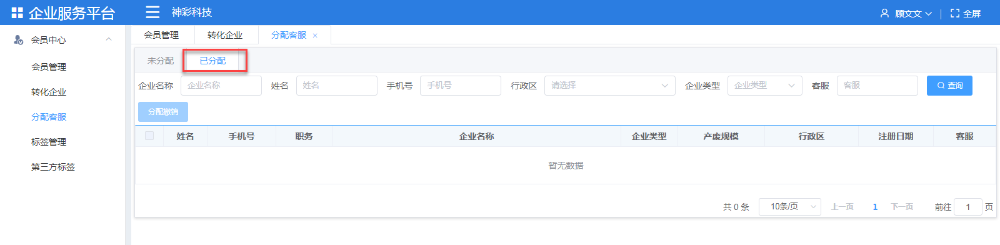 企业服务平台 神彩科技 顾文文 全屏
会员中心
会员管理
转化企业
分配客服
标签管理
第三方标签
会员管理 转化企业 分配客服 ×
未分配 已分配
企业名称 企业名称 姓名 姓名 手机号 手机号 行政区 请选择 企业类型 企业类型 客服 客服 查询
分配撤销
姓名 手机号 职务 企业名称 企业类型 产废规模 行政区 注册日期 客服
暂无数据
共 0 条 10条/页 上一页 1 下一页 前往 1 页